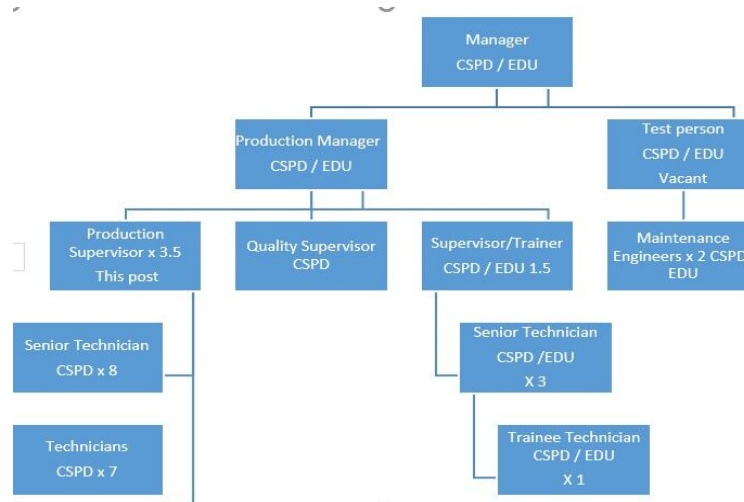 Manager
CSPD / EDU
Production Manager
CSPD / EDU
Test person
CSPD / EDU
Vacant
Production
Supervisor x 3.5
This post
Quality Supervisor
CSPD
Supervisor/Trainer
CSPD / EDU 1.5
Maintenance
Engineers x 2 CSPD
EDU
Senior Technician
CSPD x 8
Senior Technician
CSPD /EDU
X 3
Technicians
CSPD x 7
Trainee Technician
CSPD / EDU
X 1